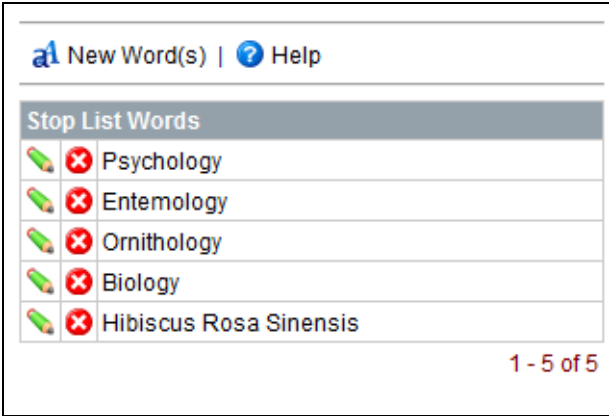 New Word(s) | Help
Stop List Words
Psychology
Entemology
Ornithology
Biology
Hibiscus Rosa Sinensis
1 - 5 of 5